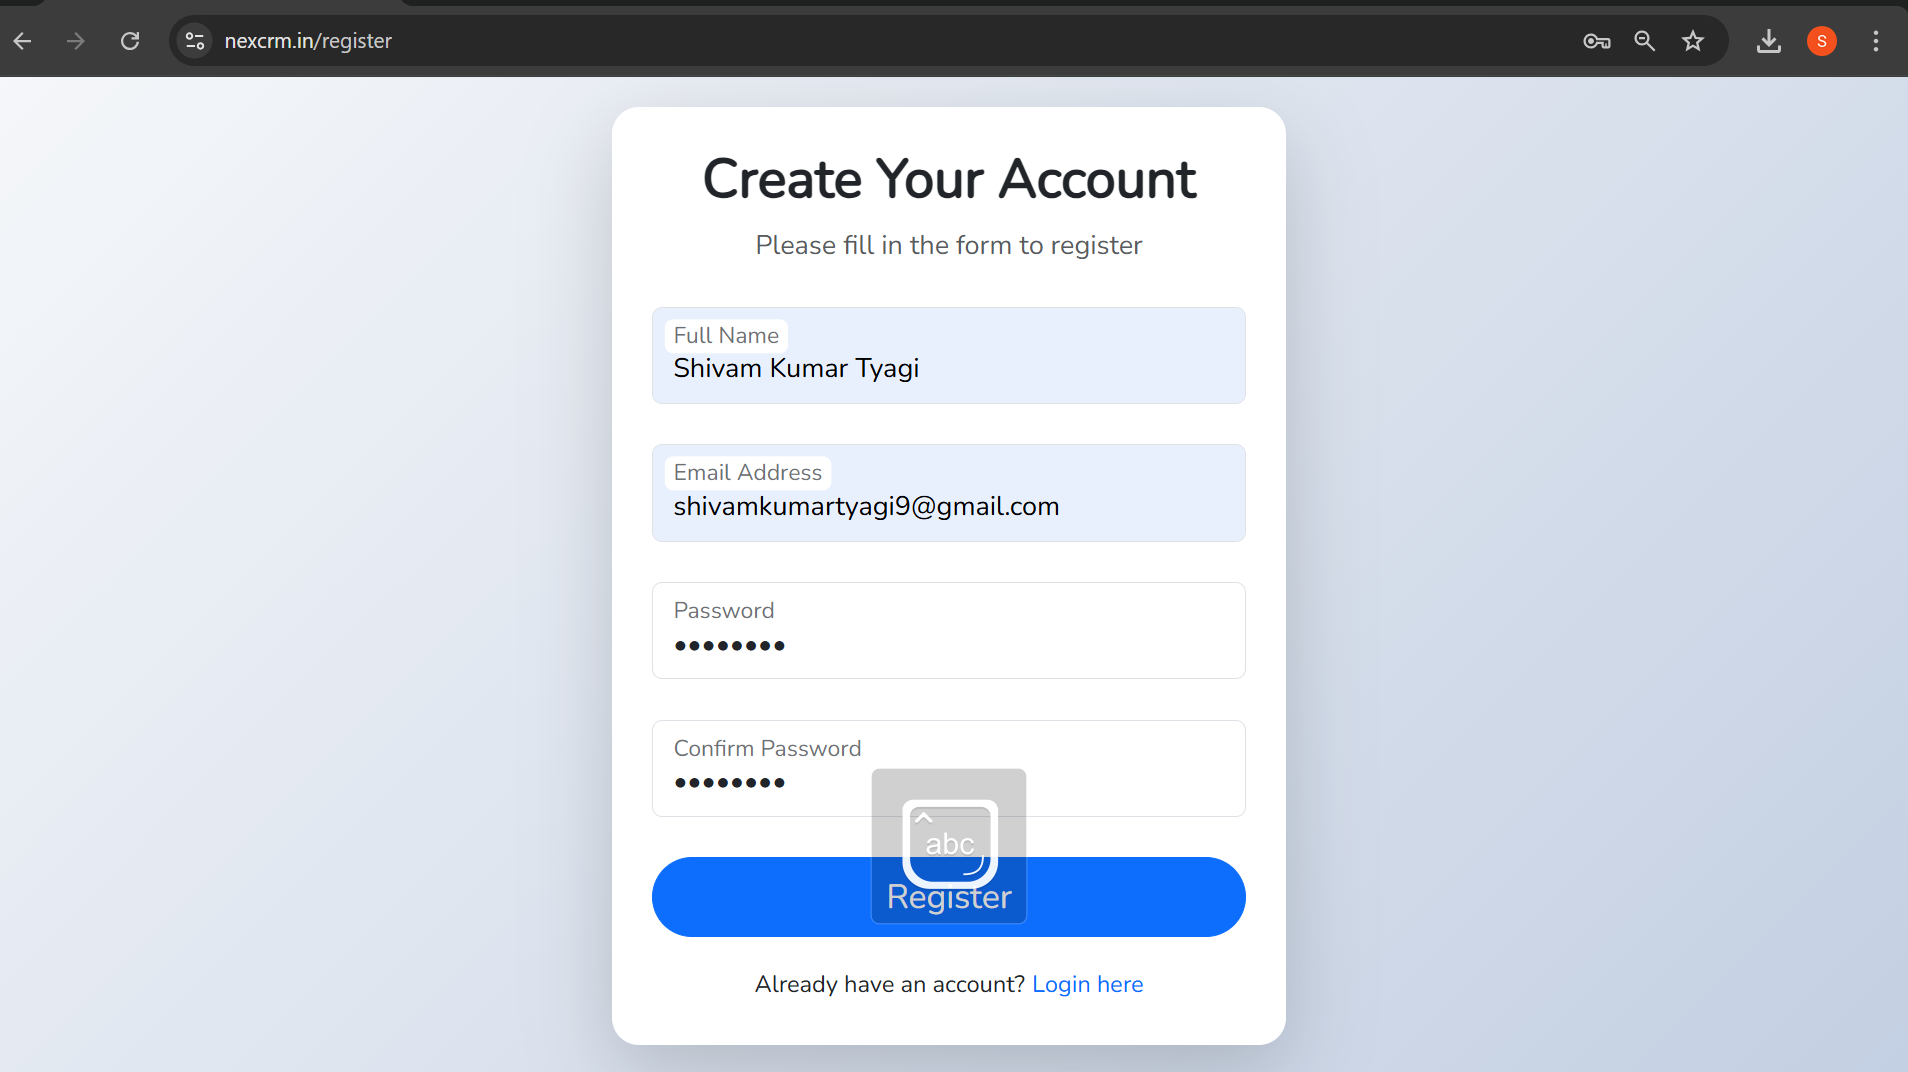 nexcrm.in/register
S
Create Your Account
Please fill in the form to register
Full Name
Shivam Kumar Tyagi
Email Address
shivamkumartyagi9@gmail.com
Password
••••••••
Confirm Password
••••••••
abc
Register
Already have an account? Login here